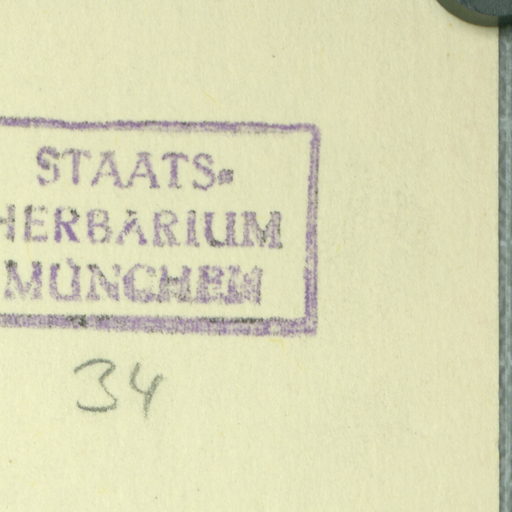 STAATS-
HERBARIUM
MÜNCHEN
34